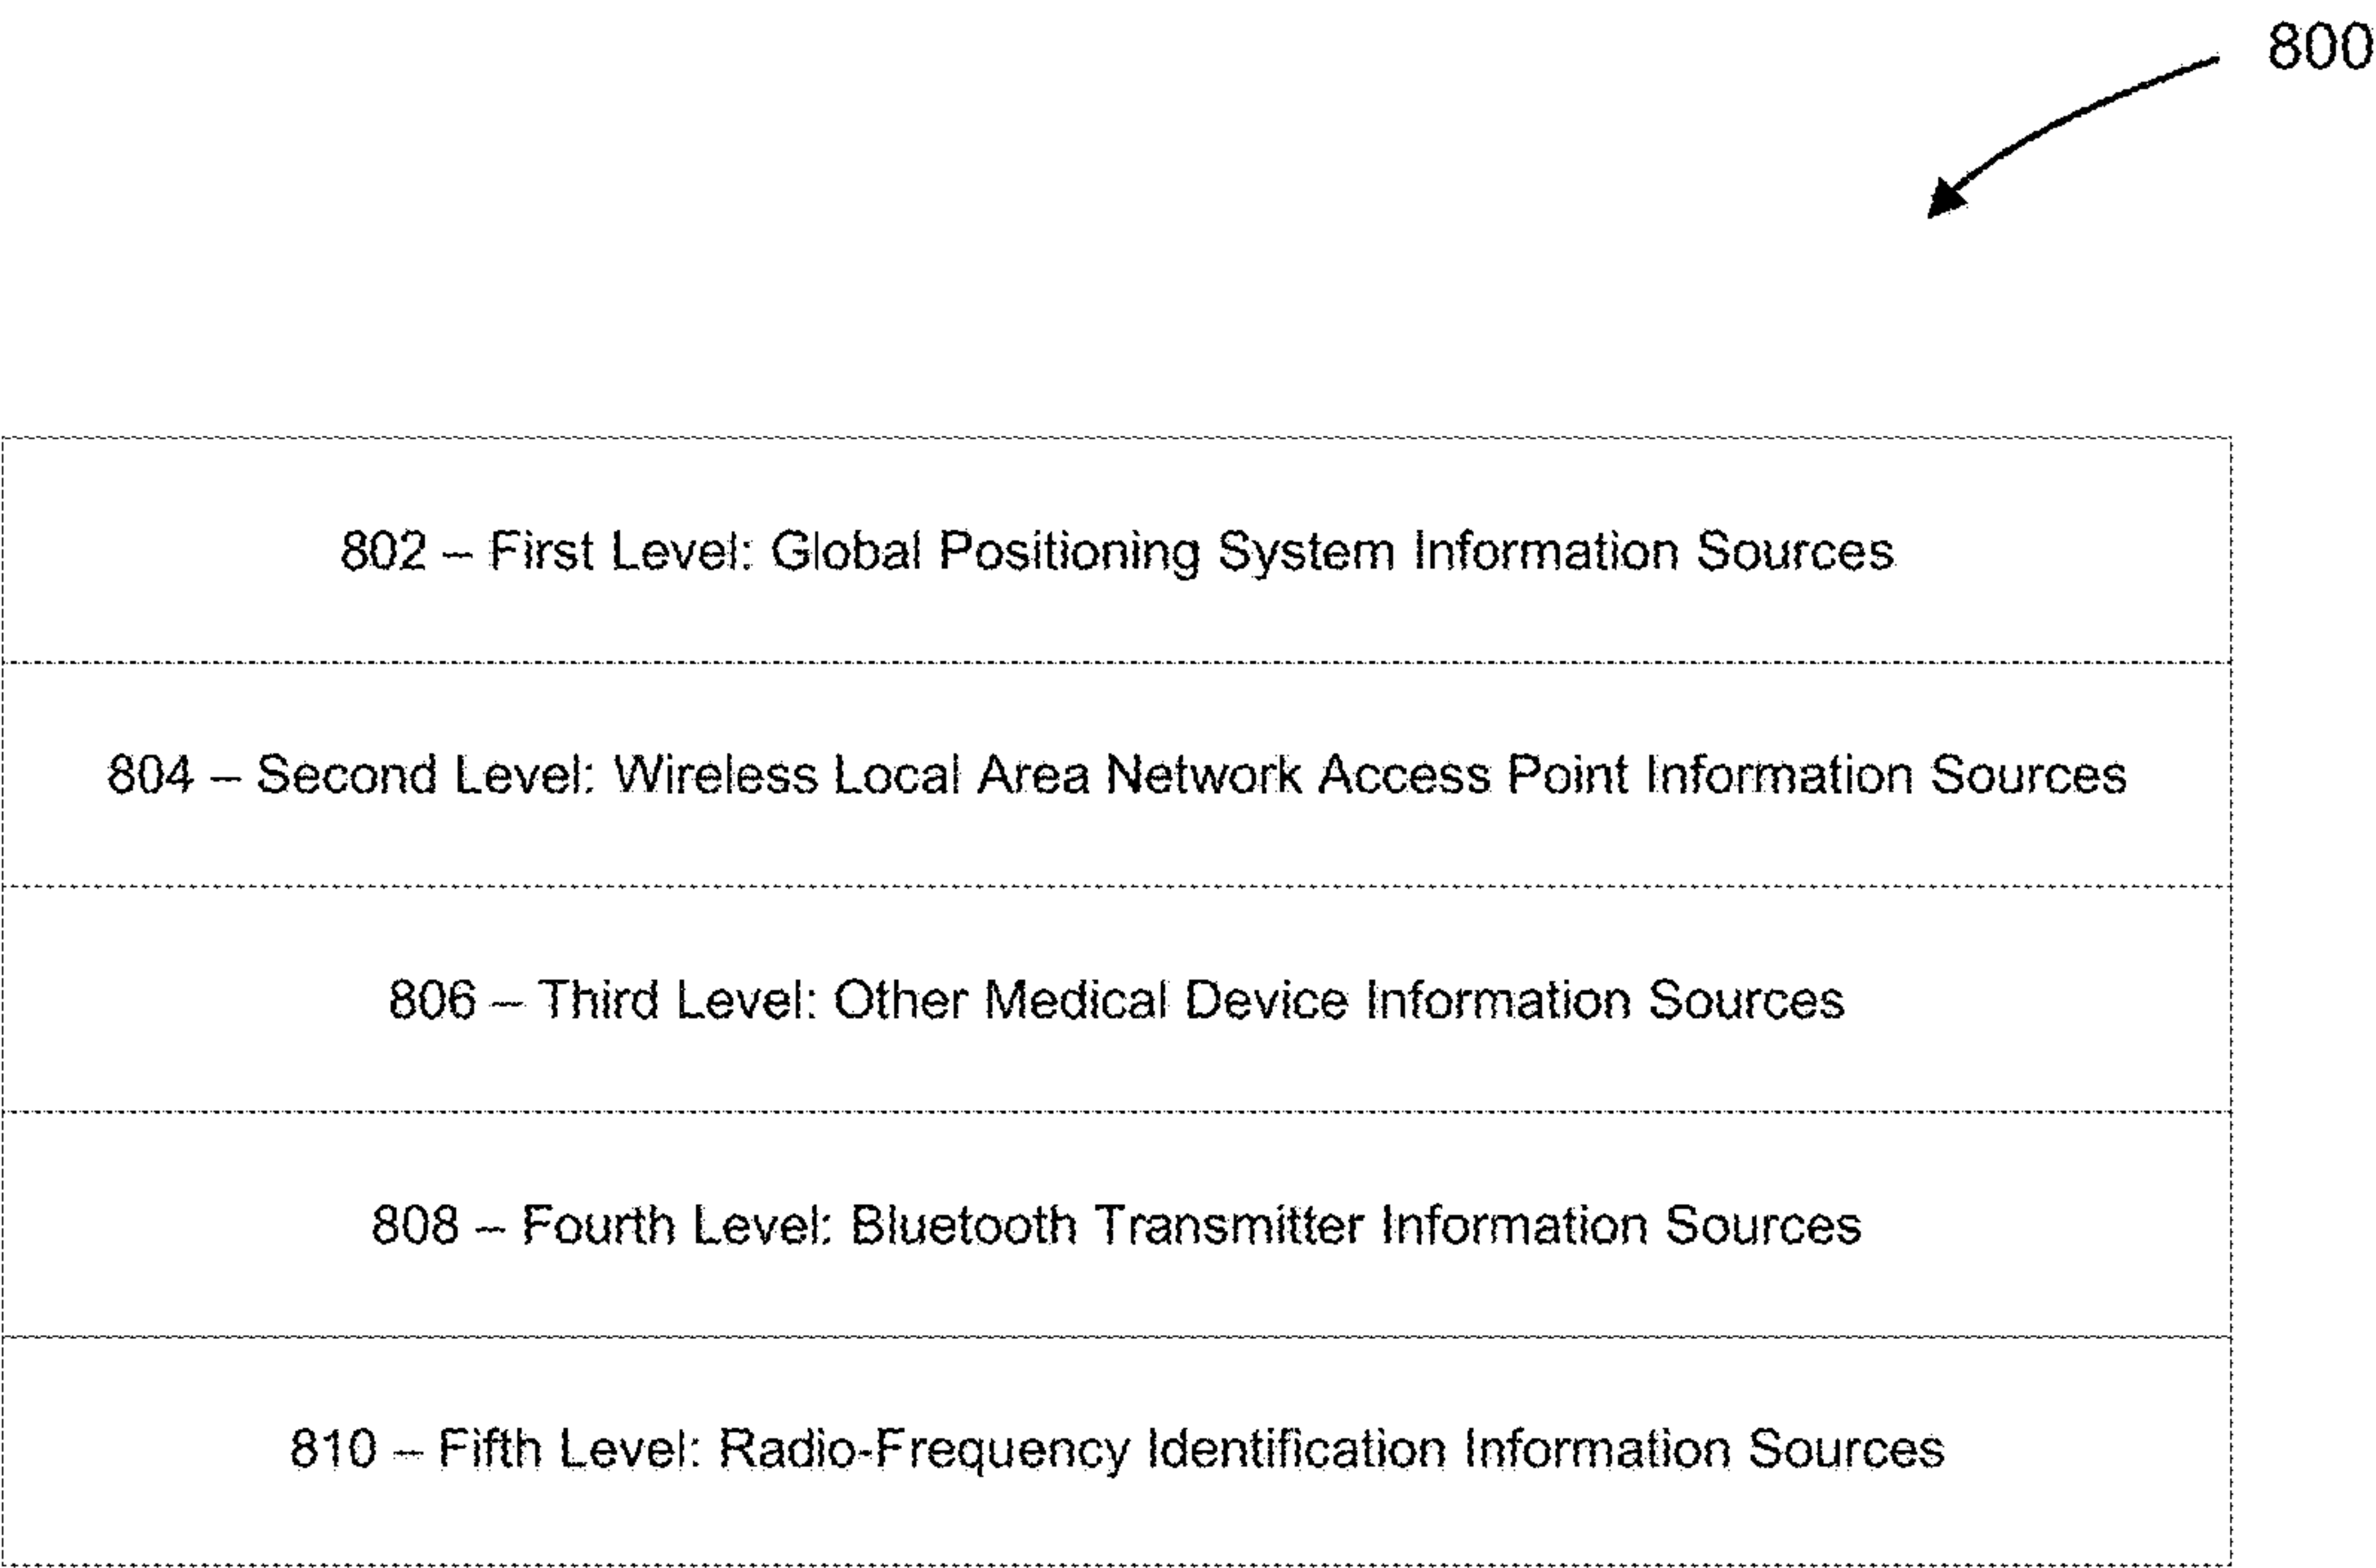 800
802 – First Level: Global Positioning System Information Sources
804 – Second Level: Wireless Local Area Network Access Point Information Sources
806 – Third Level: Other Medical Device Information Sources
808 – Fourth Level: Bluetooth Transmitter Information Sources
810 – Fifth Level: Radio-Frequency Identification Information Sources